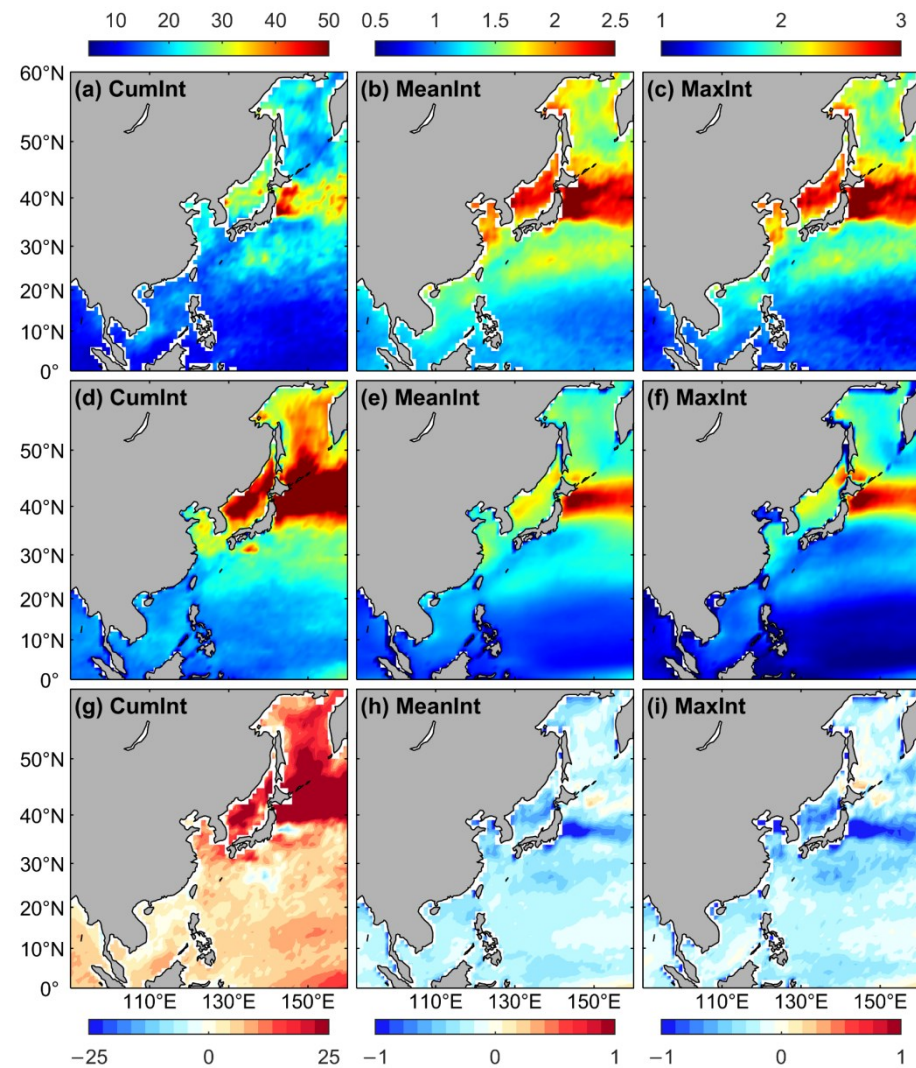 10 20 30 40 50
0.5 1 1.5 2 2.5
1 2 3
60°N
50°N
40°N
30°N
20°N
10°N
0°
(a) CumInt
(b) MeanInt
(c) MaxInt
50°N
40°N
30°N
20°N
10°N
0°
(d) CumInt
(e) MeanInt
(f) MaxInt
50°N
40°N
30°N
20°N
10°N
0°
(g) CumInt
(h) MeanInt
(i) MaxInt
110°E 130°E 150°E
110°E 130°E 150°E
110°E 130°E 150°E
−25 0 25
−1 0 1
−1 0 1